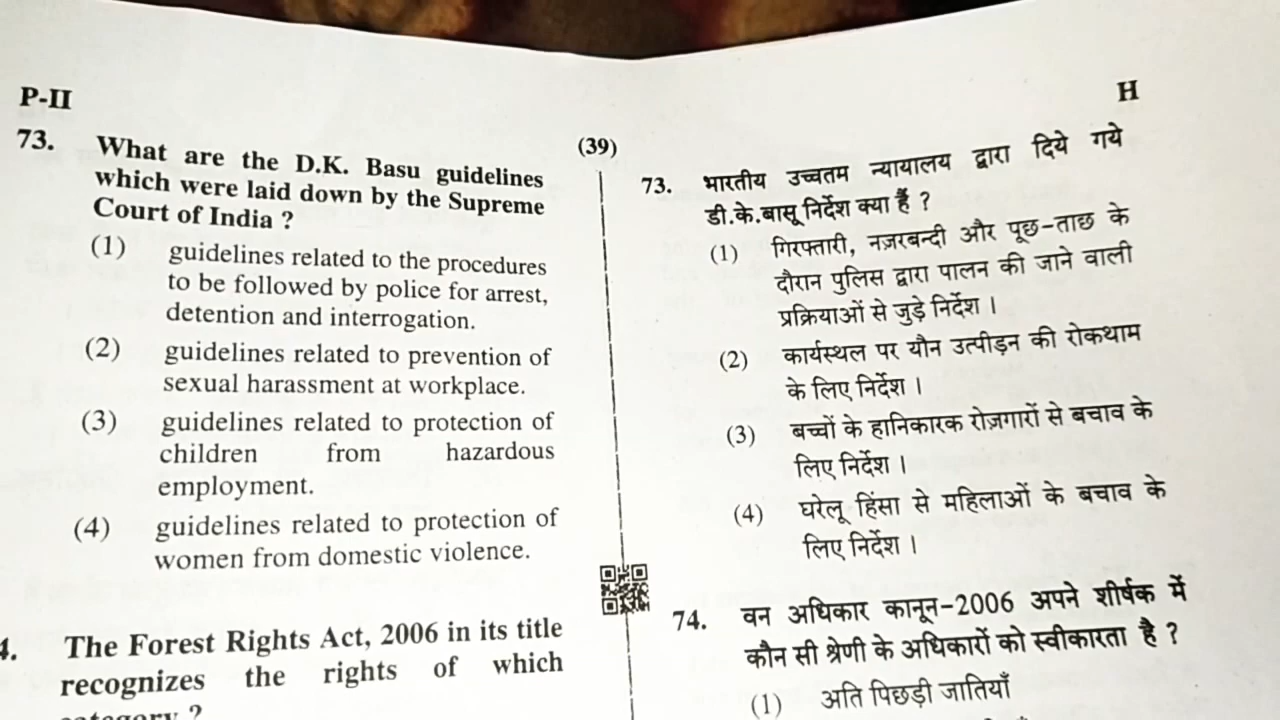 P-II
(39)
H
73. What are the D.K. Basu guidelines
which were laid down by the Supreme
Court of India ?
(1) guidelines related to the procedures
to be followed by police for arrest,
detention and interrogation.
(2) guidelines related to prevention of
sexual harassment at workplace.
(3) guidelines related to protection of
children from hazardous
employment.
(4) guidelines related to protection of
women from domestic violence.
4. The Forest Rights Act, 2006 in its title
recognizes the rights of which
category ?
73. भारतीय उच्चतम न्यायालय द्वारा दिये गये
डी.के.बासू निर्देश क्या हैं ?
(1) गिरफ्तारी, नज़रबन्दी और पूछ-ताछ के
दौरान पुलिस द्वारा पालन की जाने वाली
प्रक्रियाओं से जुड़े निर्देश ।
(2) कार्यस्थल पर यौन उत्पीड़न की रोकथाम
के लिए निर्देश ।
(3) बच्चों के हानिकारक रोज़गारों से बचाव के
लिए निर्देश ।
(4) घरेलू हिंसा से महिलाओं के बचाव के
लिए निर्देश ।
74. वन अधिकार कानून-2006 अपने शीर्षक में
कौन सी श्रेणी के अधिकारों को स्वीकारता है ?
(1) अति पिछड़ी जातियाँ